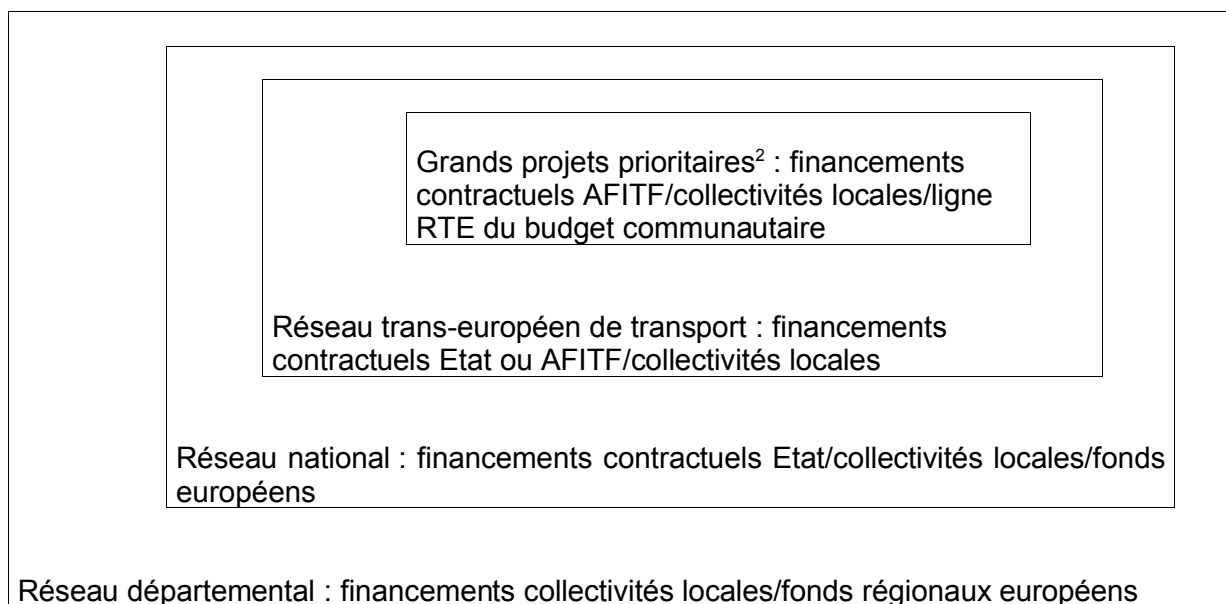 Grands projets prioritaires² : financements
contractuels AFITF/collectivités locales/ligne
RTE du budget communautaire
Réseau trans-européen de transport : financements
contractuels Etat ou AFITF/collectivités locales
Réseau national : financements contractuels Etat/collectivités locales/fonds
européens
Réseau départemental : financements collectivités locales/fonds régionaux européens